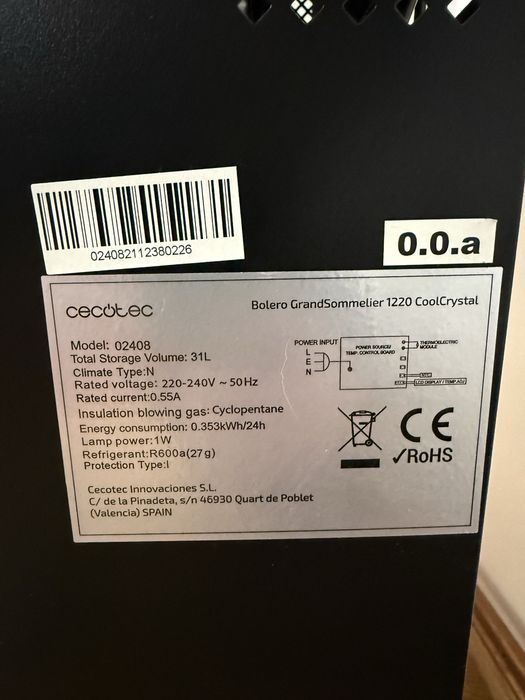 024082112380226
0.0.a
cecotec
Bolero GrandSommelier 1220 CoolCrystal
Model: 02408
Total Storage Volume: 31L
Climate Type:N
Rated voltage: 220-240V ~ 50Hz
Rated current:0.55A
Insulation blowing gas: Cyclopentane
Energy consumption: 0.353kWh/24h
Lamp power:1W
Refrigerant:R600a(27g)
Protection Type:I
POWER INPUT
L
E
N
POWER SOURCE/
TEMP. CONTROL BOARD
THERMOELECTRIC
MODULE
NTC
LCD DISPLAY / TEMP.ADJ
CE
✓RoHS
Cecotec Innovaciones S.L.
C/ de la Pinadeta, s/n 46930 Quart de Poblet
(Valencia) SPAIN